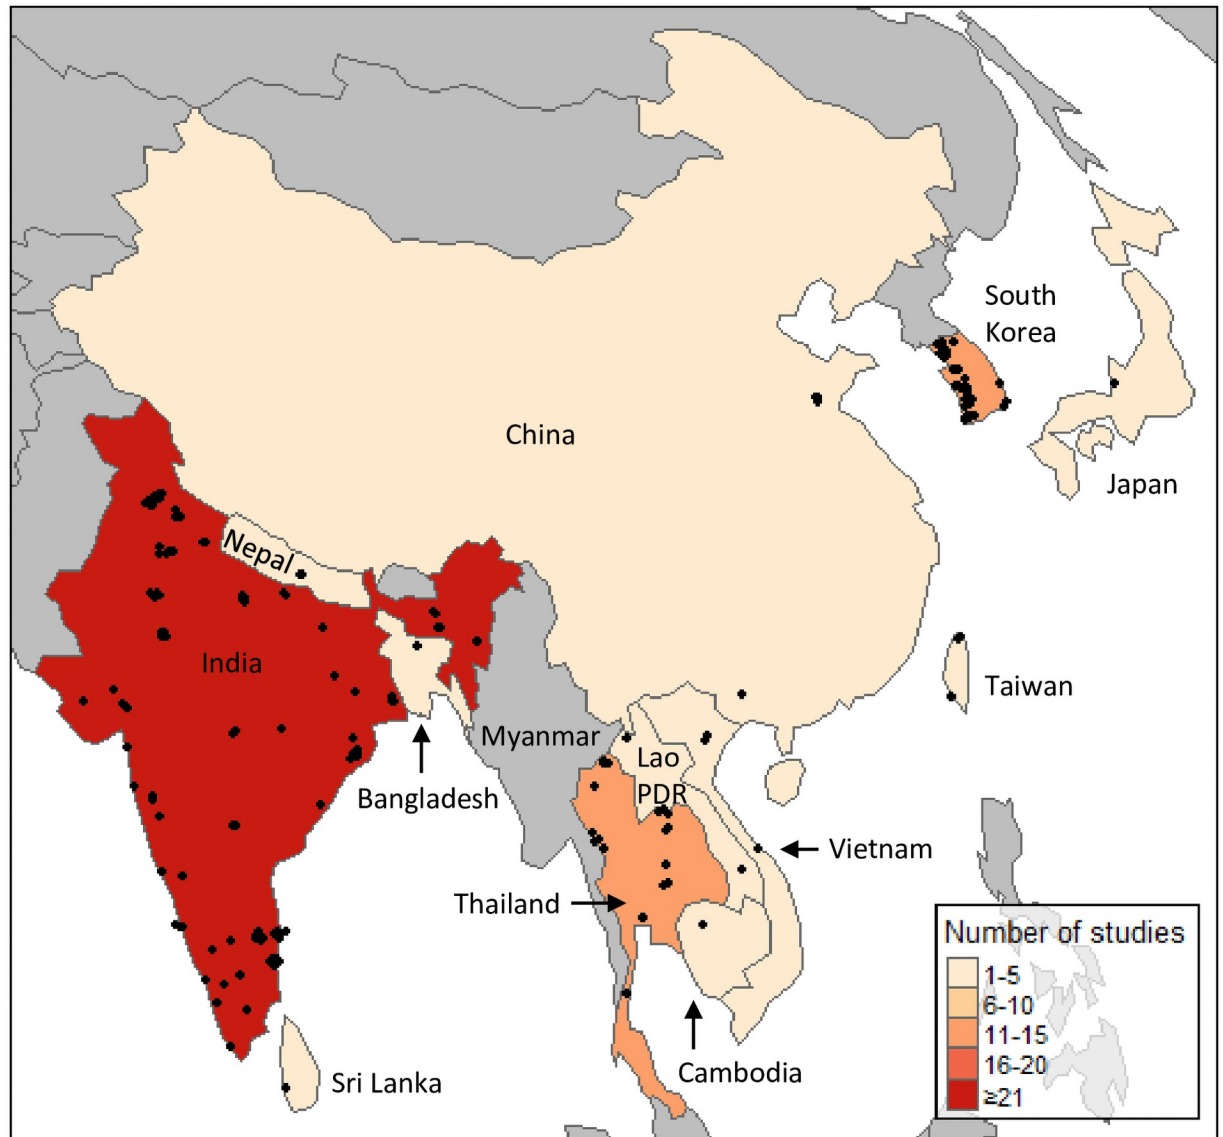 South
Korea
China
Japan
Nepal
India
Taiwan
Myanmar
Lao
PDR
Bangladesh
Vietnam
Thailand
Cambodia
Sri Lanka
Number of studies
1-5
6-10
11-15
16-20
≥21